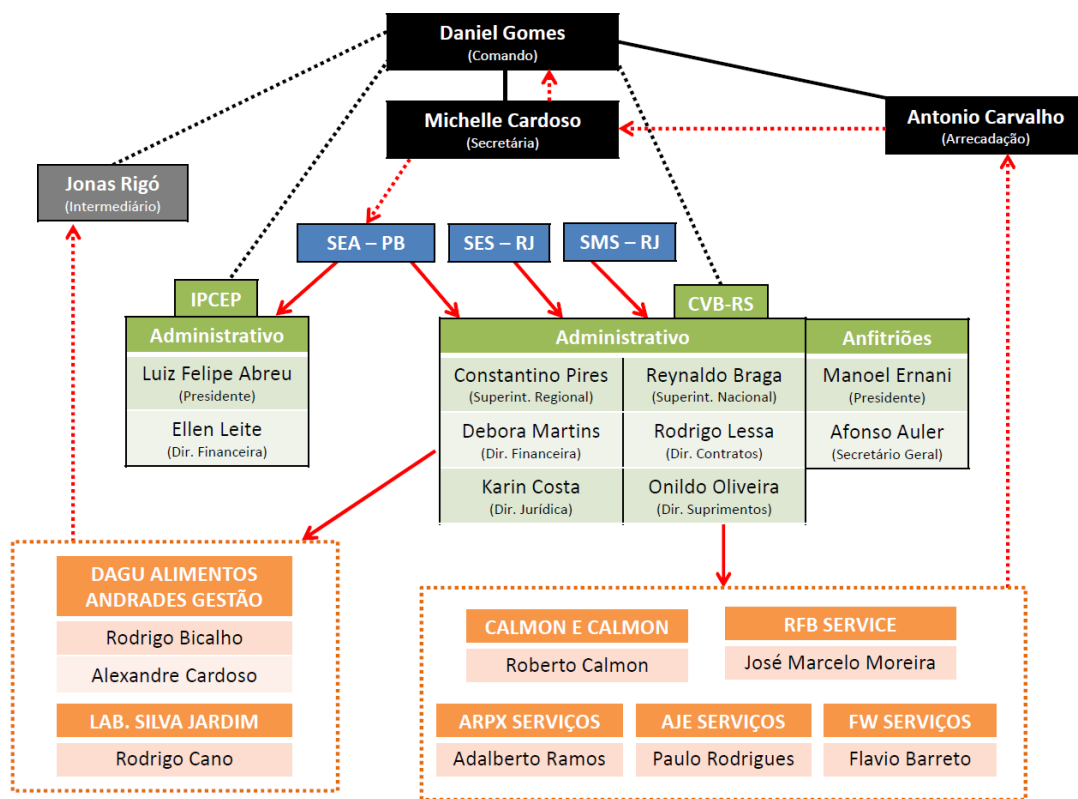 Daniel Gomes
(Comando)
Michelle Cardoso
(Secretária)
Antonio Carvalho
(Arrecadação)
Jonas Rigó
(Intermediário)
SEA – PB
SES – RJ
SMS – RJ
IPCEP
Administrativo
Luiz Felipe Abreu
(Presidente)
Ellen Leite
(Dir. Financeira)
CVB-RS
Administrativo
Anfitriões
Constantino Pires
(Superint. Regional)
Reynaldo Braga
(Superint. Nacional)
Manoel Ernani
(Presidente)
Debora Martins
(Dir. Financeira)
Rodrigo Lessa
(Dir. Contratos)
Afonso Auler
(Secretário Geral)
Karin Costa
(Dir. Jurídica)
Onildo Oliveira
(Dir. Suprimentos)
DAGU ALIMENTOS
ANDRADES GESTÃO
Rodrigo Bicalho
Alexandre Cardoso
LAB. SILVA JARDIM
Rodrigo Cano
CALMON E CALMON
Roberto Calmon
RFB SERVICE
José Marcelo Moreira
ARPX SERVIÇOS
Adalberto Ramos
AJE SERVIÇOS
Paulo Rodrigues
FW SERVIÇOS
Flavio Barreto